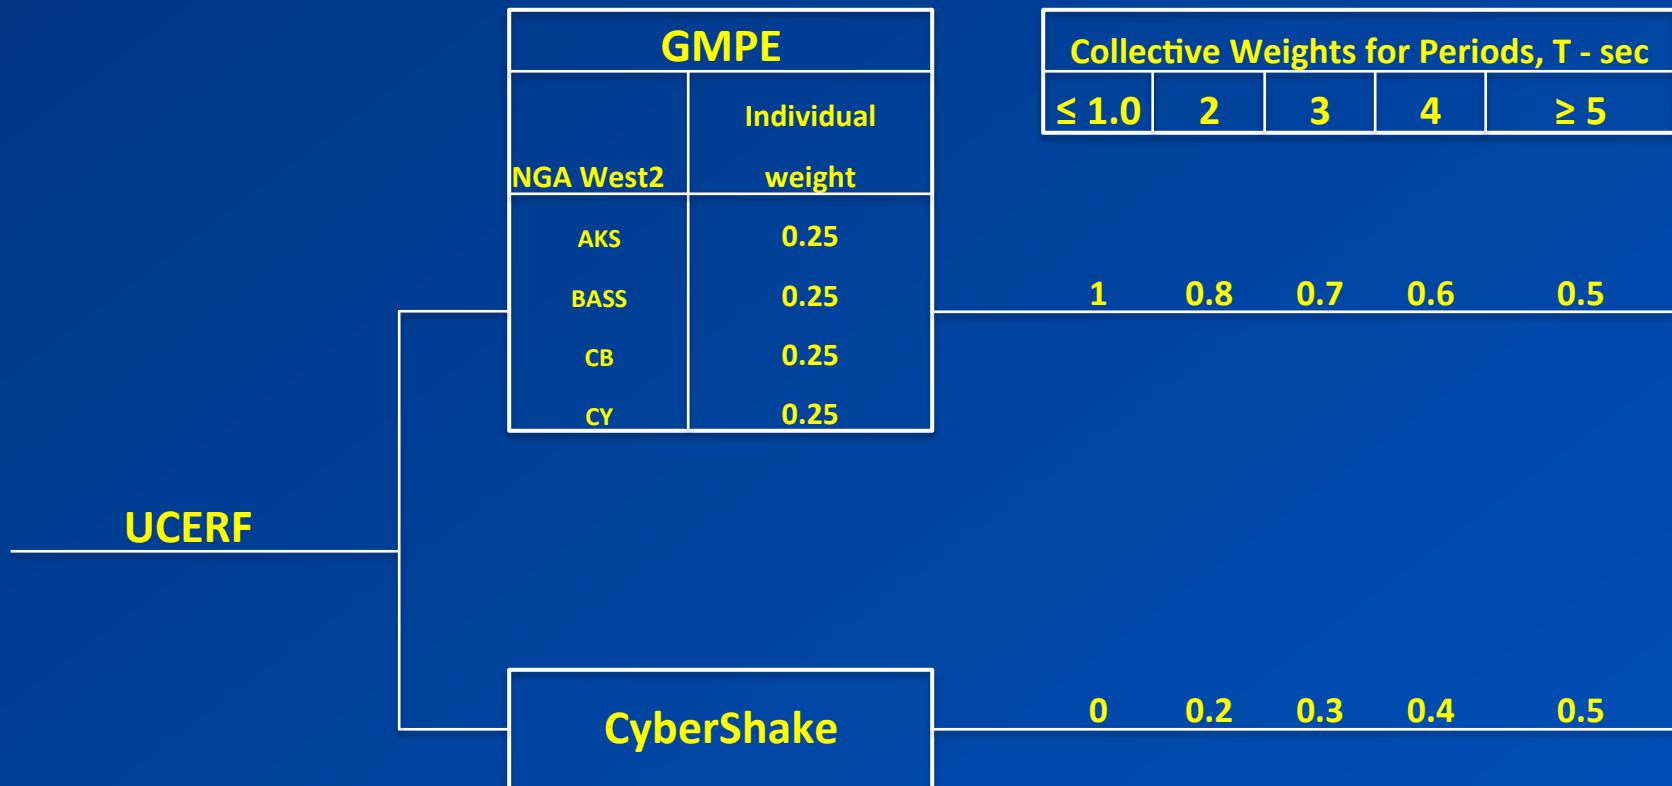 GMPE
Individual
NGA West2 weight
AKS 0.25
BASS 0.25
CB 0.25
CY 0.25
Collective Weights for Periods, T - sec
≤ 1.0 2 3 4 ≥ 5
1 0.8 0.7 0.6 0.5
UCERF
CyberShake
0 0.2 0.3 0.4 0.5